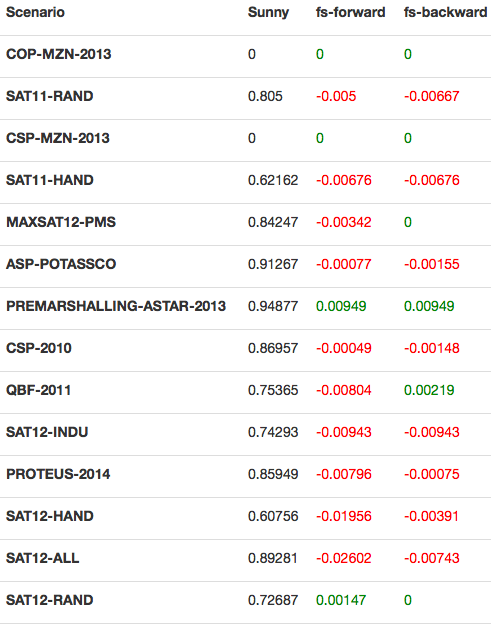 Scenario Sunny fs-forward fs-backward
COP-MZN-2013 0 0 0
SAT11-RAND 0.805 -0.005 -0.00667
CSP-MZN-2013 0 0 0
SAT11-HAND 0.62162 -0.00676 -0.00676
MAXSAT12-PMS 0.84247 -0.00342 0
ASP-POTASSCO 0.91267 -0.00077 -0.00155
PREMARSHALLING-ASTAR-2013 0.94877 0.00949 0.00949
CSP-2010 0.86957 -0.00049 -0.00148
QBF-2011 0.75365 -0.00804 0.00219
SAT12-INDU 0.74293 -0.00943 -0.00943
PROTEUS-2014 0.85949 -0.00796 -0.00075
SAT12-HAND 0.60756 -0.01956 -0.00391
SAT12-ALL 0.89281 -0.02602 -0.00743
SAT12-RAND 0.72687 0.00147 0